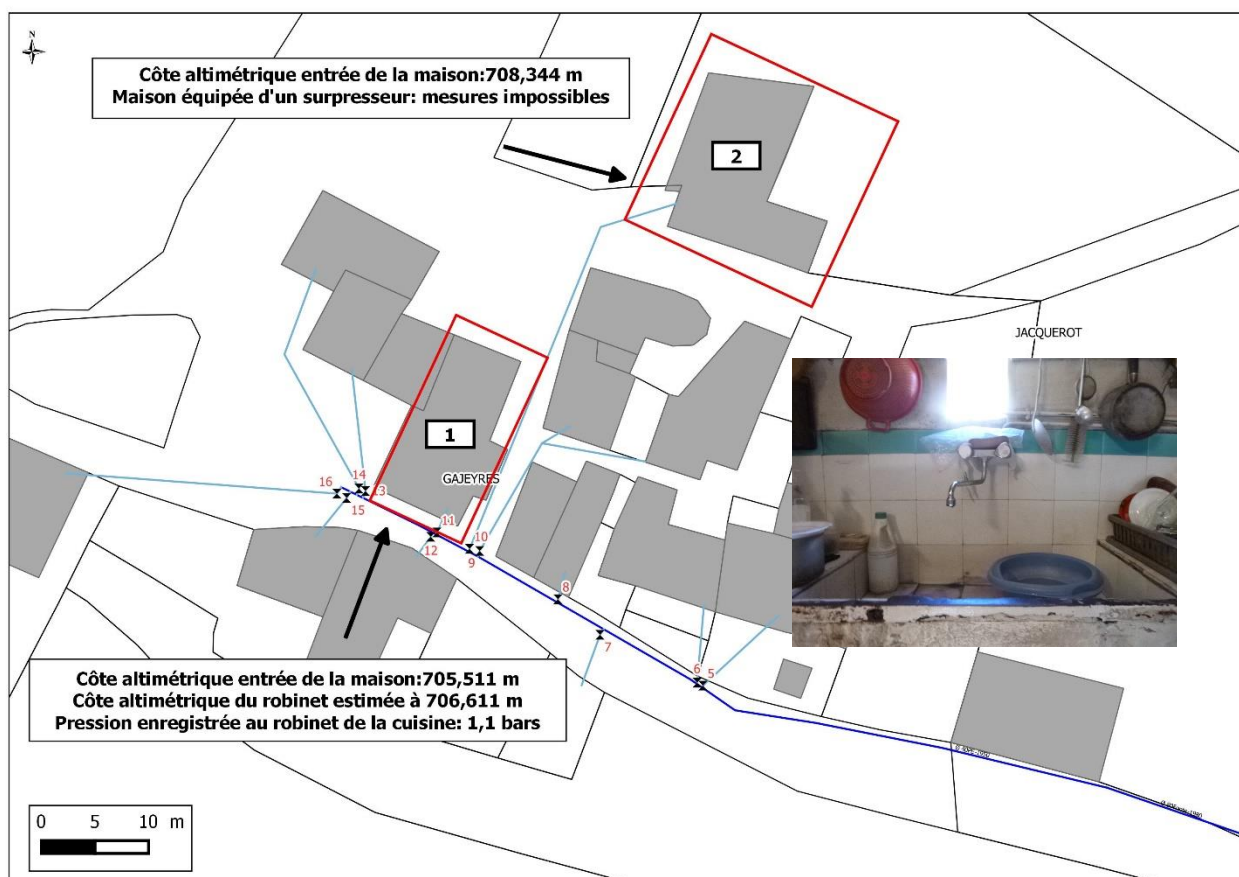 N
Côte altimétrique entrée de la maison:708,344 m
Maison équipée d'un surpresseur: mesures impossibles
2
JACQUEROT
1
GAJEYRES
14
16
13
15
11
12
10
9
8
7
6
5
Côte altimétrique entrée de la maison:705,511 m
Côte altimétrique du robinet estimée à 706,611 m
Pression enregistrée au robinet de la cuisine: 1,1 bars
0 5 10 m